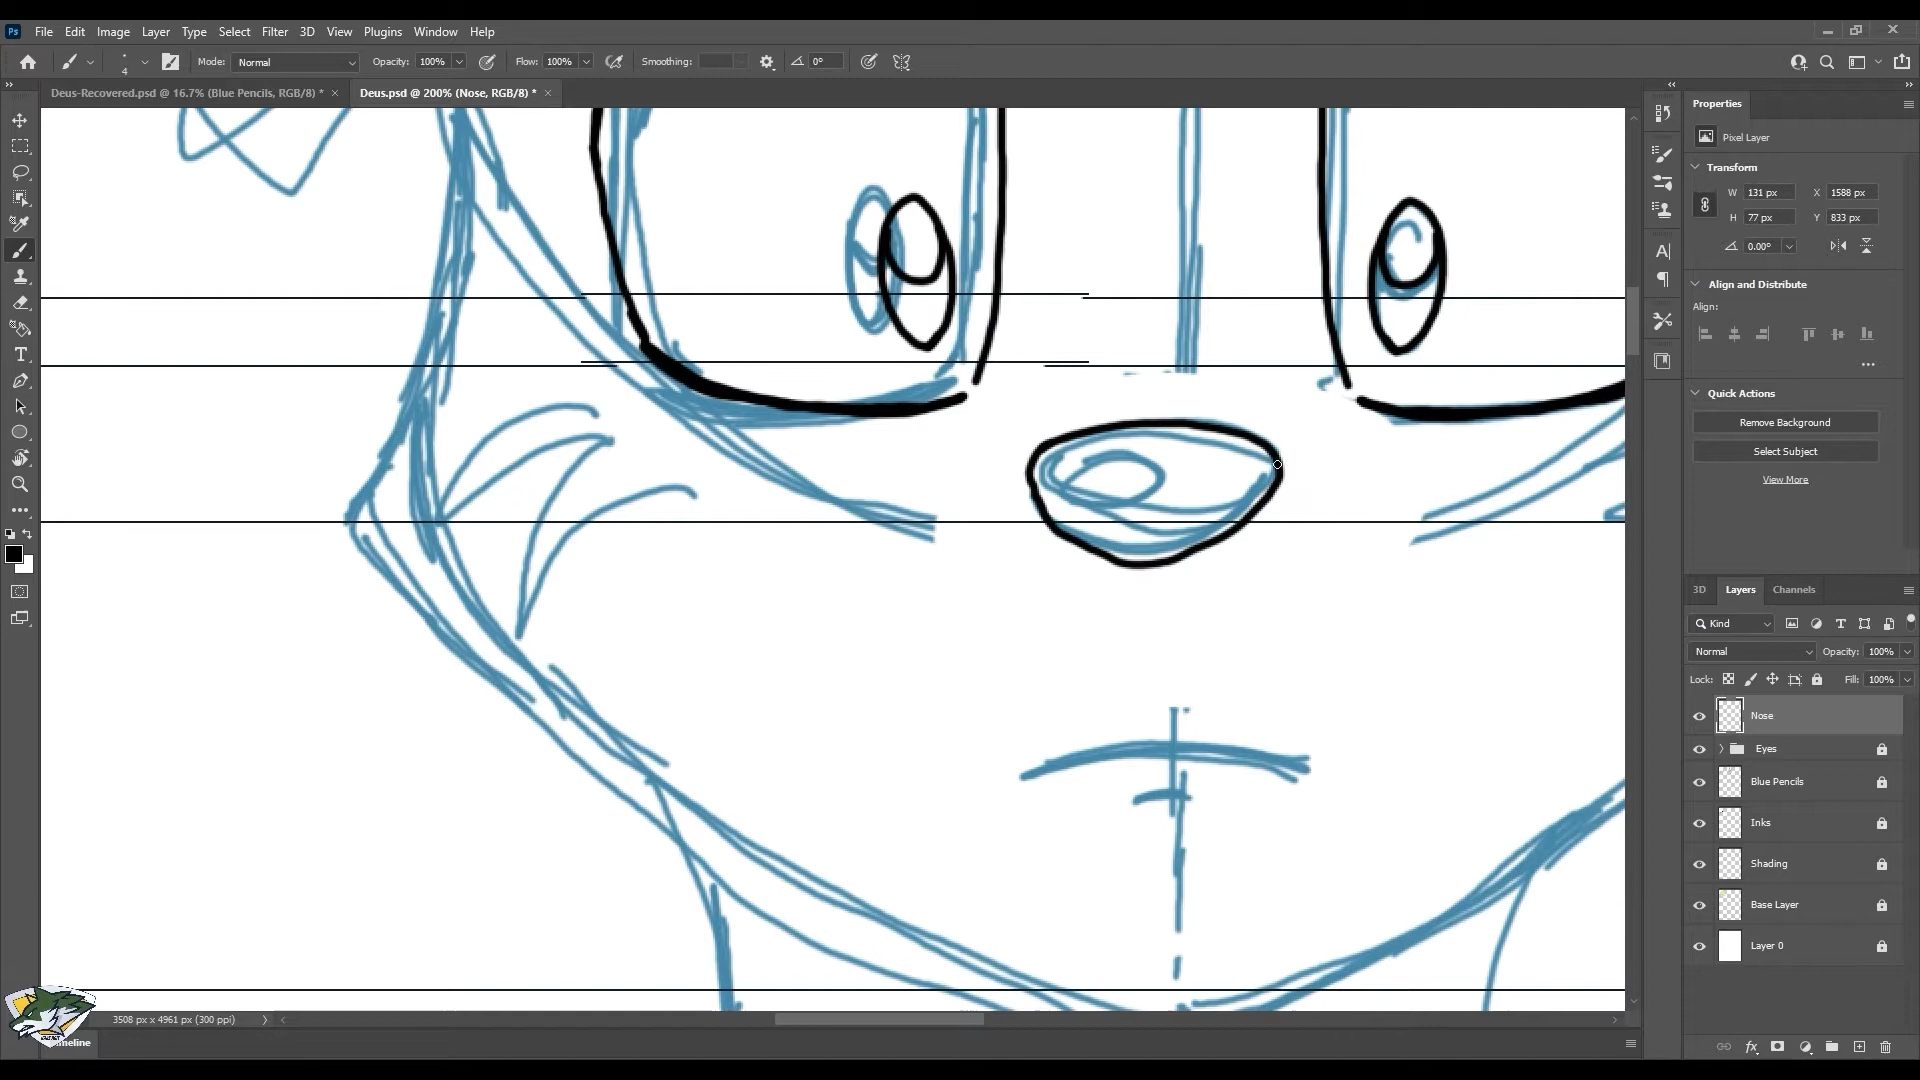 Ps File Edit Image Layer Type Select Filter 3D View Plugins Window Help
4 Mode: Normal Opacity: 100% Flow: 100% Smoothing: 0°
Deus-Recovered.psd @ 16.7% (Blue Pencils, RGB/8) * × Deus.psd @ 200% (Nose, RGB/8) * ×
Properties
Pixel Layer
Transform
W 131 px X 1588 px
H 77 px Y 833 px
0.00°
Align and Distribute
Align:
Quick Actions
Remove Background
Select Subject
View More
3D Layers Channels
Kind
Normal Opacity: 100%
Lock: Fill: 100%
Nose
Eyes
Blue Pencils
Inks
Shading
Base Layer
Layer 0
3508 px x 4961 px (300 ppi)
meline